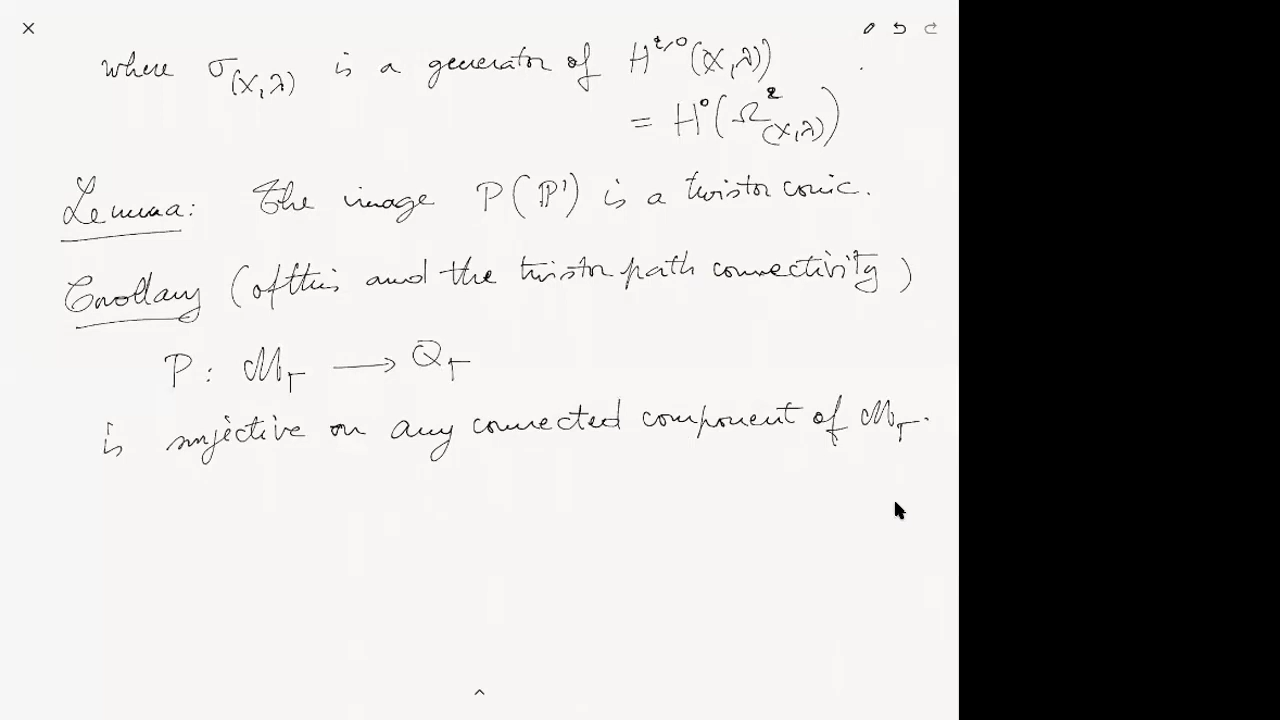 where σ_(X,λ) is a generator of H^{2,0}(X,λ))
= H^0(Ω^2_(X,λ))
Lemma: The image P(ℙ^1) is a twistor conic.
Corollary (of this and the twistor path connectivity)
P: M_Γ → Q_Γ
is surjective on any connected component of M_Γ.